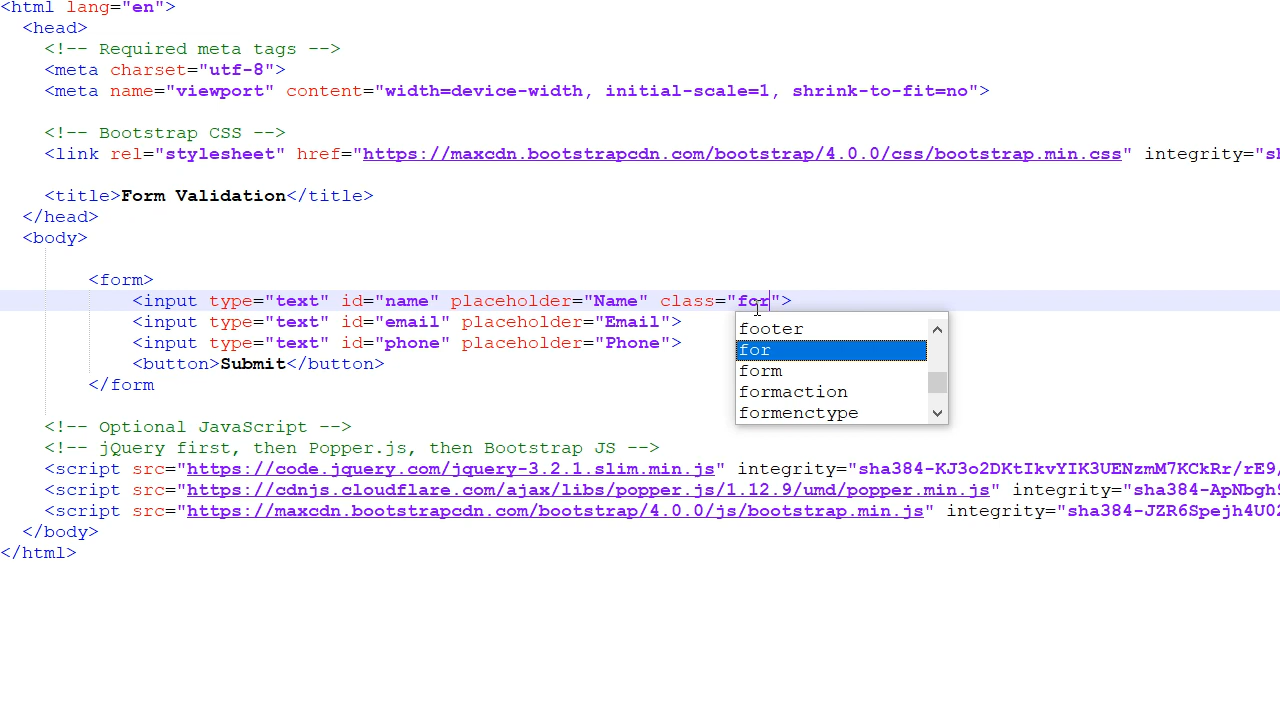 <html lang="en">
<head>
<!-- Required meta tags -->
<meta charset="utf-8">
<meta name="viewport" content="width=device-width, initial-scale=1, shrink-to-fit=no">
<!-- Bootstrap CSS -->
<link rel="stylesheet" href="https://maxcdn.bootstrapcdn.com/bootstrap/4.0.0/css/bootstrap.min.css" integrity="sh
<title>Form Validation</title>
</head>
<body>
<form>
<input type="text" id="name" placeholder="Name" class="for">
<input type="text" id="email" placeholder="Email">
<input type="text" id="phone" placeholder="Phone">
<button>Submit</button>
</form
footer
for
form
formaction
formenctype
<!-- Optional JavaScript -->
<!-- jQuery first, then Popper.js, then Bootstrap JS -->
<script src="https://code.jquery.com/jquery-3.2.1.slim.min.js" integrity="sha384-KJ3o2DKtIkvYIK3UENzmM7KCkRr/rE9/
<script src="https://cdnjs.cloudflare.com/ajax/libs/popper.js/1.12.9/umd/popper.min.js" integrity="sha384-ApNbgh9
<script src="https://maxcdn.bootstrapcdn.com/bootstrap/4.0.0/js/bootstrap.min.js" integrity="sha384-JZR6Spejh4U02
</body>
</html>